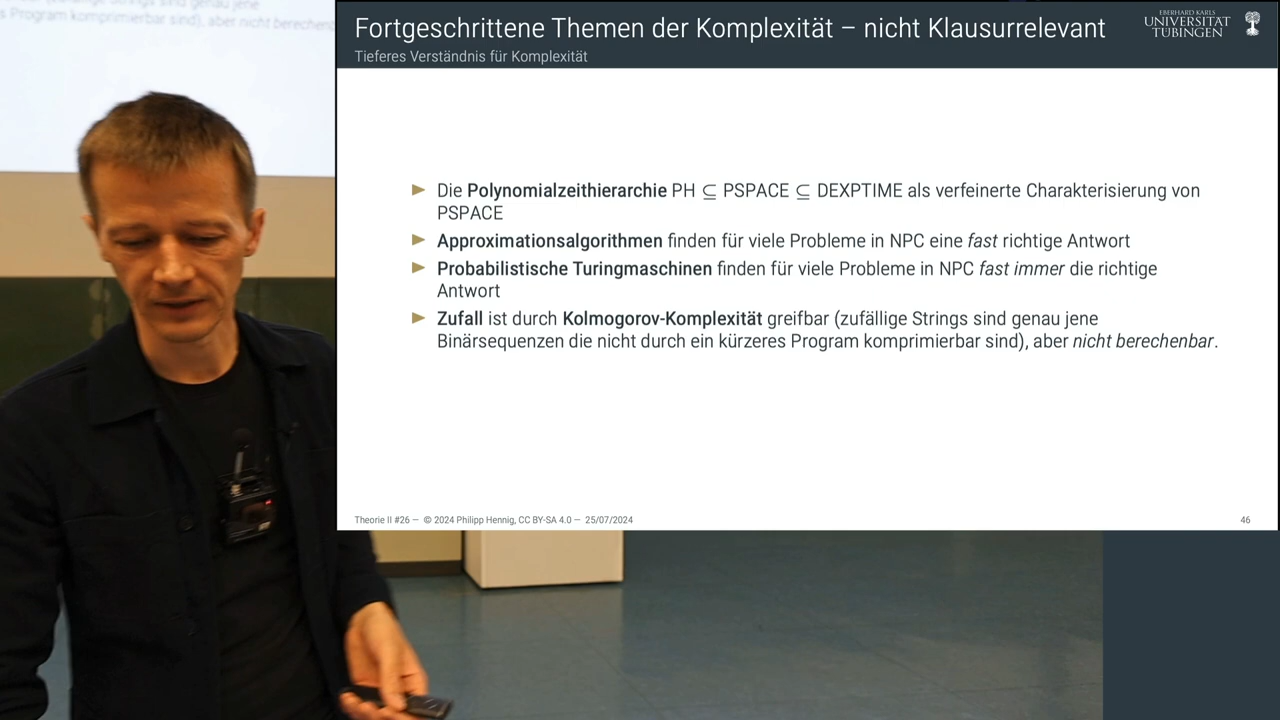 nicht berechenbar
Fortgeschrittene Themen der Komplexität – nicht Klausurrelevant
Tieferes Verständnis für Komplexität
EBERHARD KARLS
UNIVERSITÄT
TÜBINGEN
► Die Polynomialzeithierarchie PH ⊆ PSPACE ⊆ DEXPTIME als verfeinerte Charakterisierung von
PSPACE
► Approximationsalgorithmen finden für viele Probleme in NPC eine fast richtige Antwort
► Probabilistische Turingmaschinen finden für viele Probleme in NPC fast immer die richtige
Antwort
► Zufall ist durch Kolmogorov-Komplexität greifbar (zufällige Strings sind genau jene
Binärsequenzen die nicht durch ein kürzeres Program komprimierbar sind), aber nicht berechenbar.
Theorie II #26 — © 2024 Philipp Hennig, CC BY-SA 4.0 — 25/07/2024
46